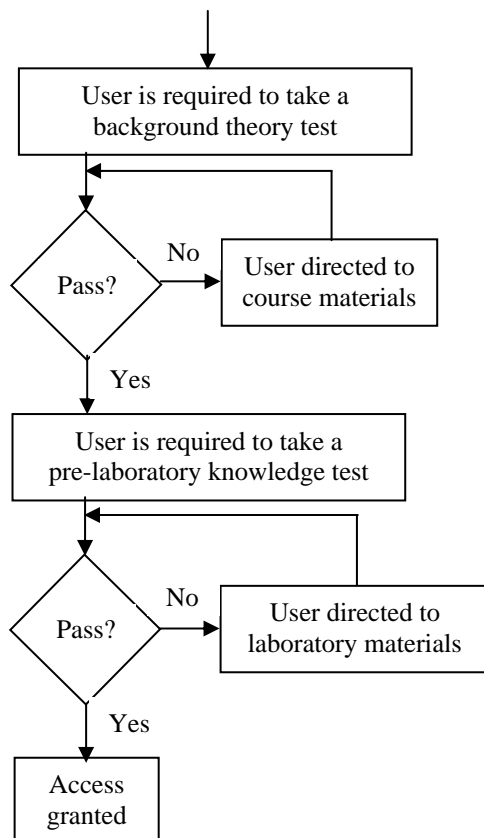 User is required to take a
background theory test
No
Pass?
User directed to
course materials
Yes
User is required to take a
pre-laboratory knowledge test
No
Pass?
User directed to
laboratory materials
Yes
Access
granted